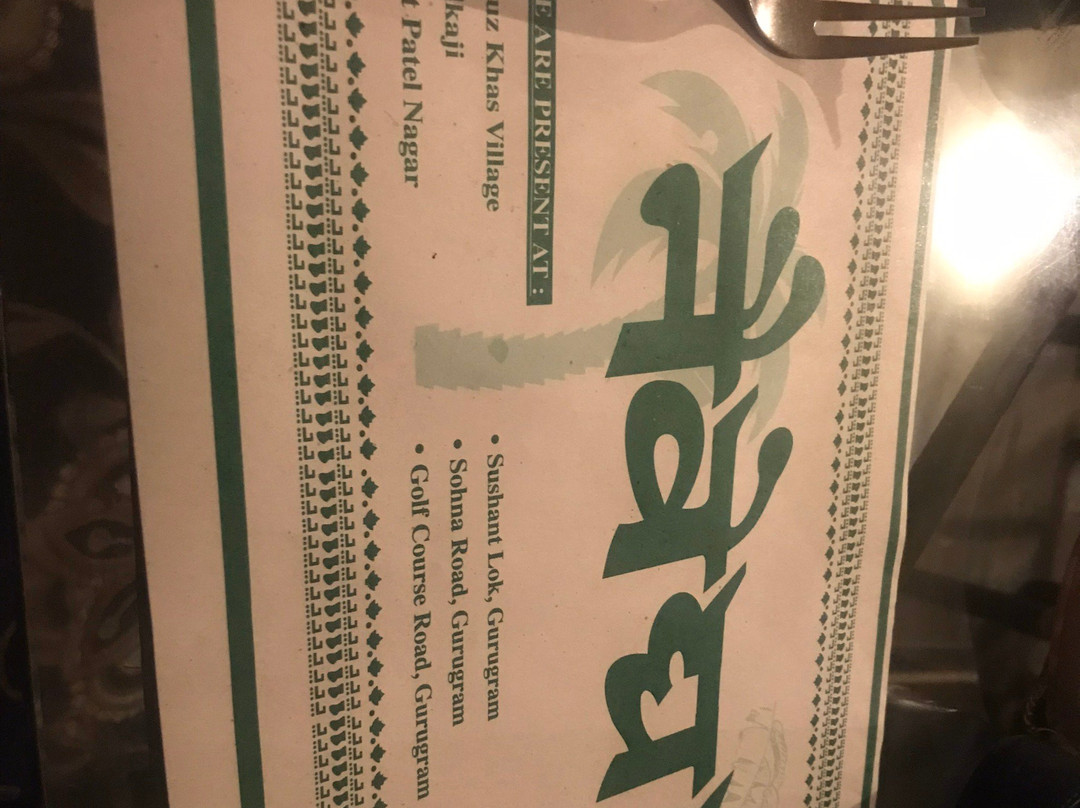 नैवेद्य
E ARE PRESENT AT :
uz Khas Village
lkaji
t Patel Nagar
• Sushant Lok, Gurugram
• Sohna Road, Gurugram
• Golf Course Road, Gurugram